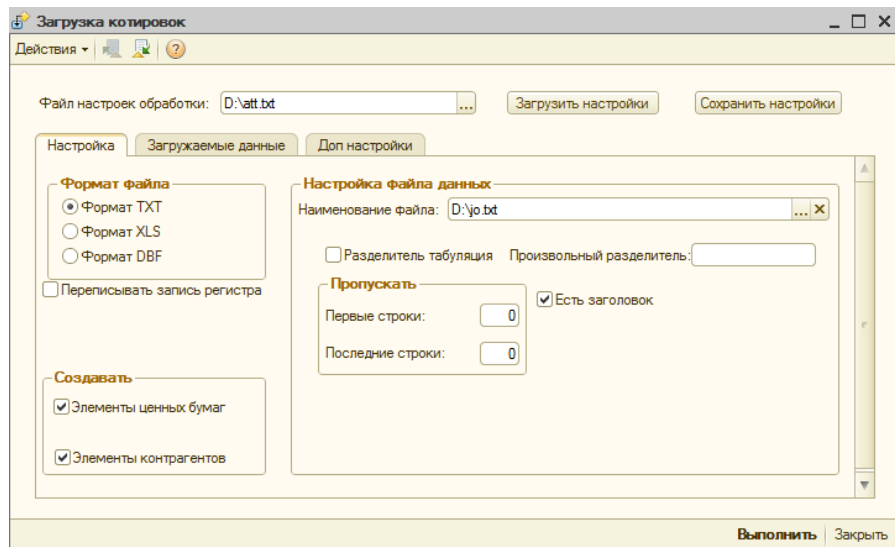 Загрузка котировок
Действия
Файл настроек обработки: D:\att.txt ... Загрузить настройки Сохранить настройки
Настройка Загружаемые данные Доп настройки
Формат файла
Формат TXT
Формат XLS
Формат DBF
Переписывать запись регистра
Настройка файла данных
Наименование файла: D:\jo.txt ... x
Разделитель табуляция Произвольный разделитель:
Пропускать
Первые строки: 0
Последние строки: 0
Есть заголовок
Создавать
Элементы ценных бумаг
Элементы контрагентов
Выполнить Закрыть